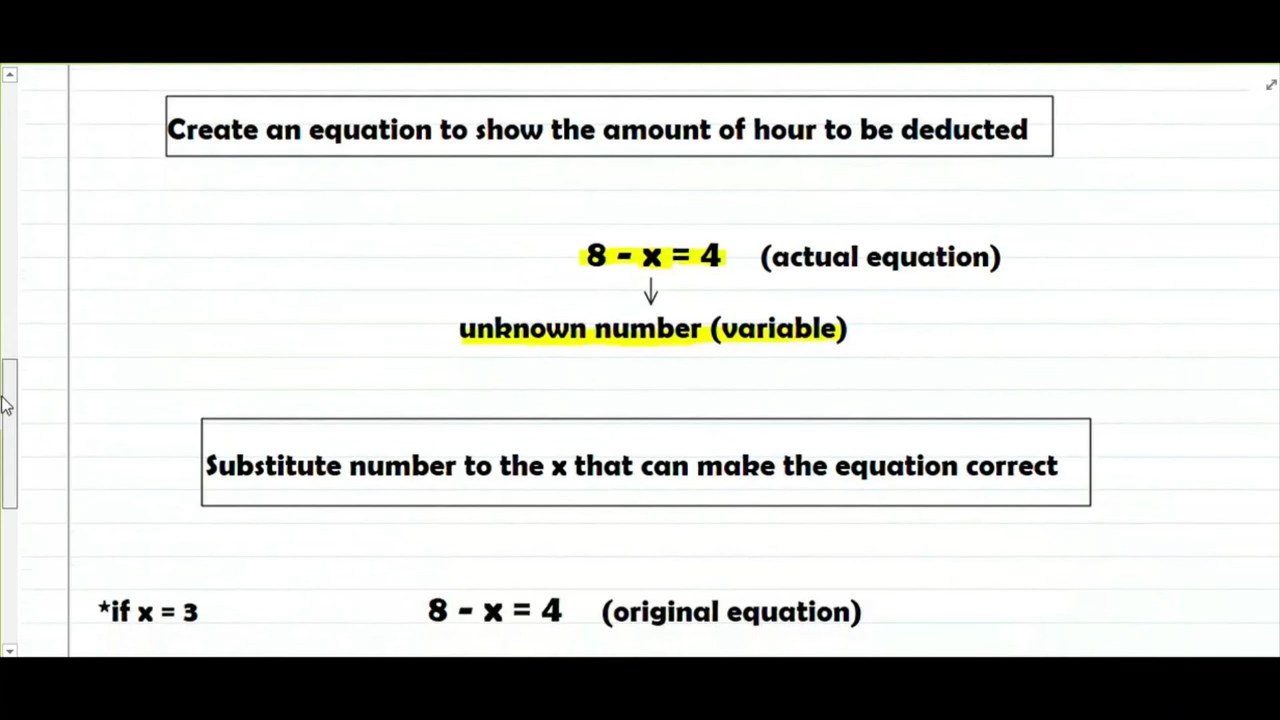 Create an equation to show the amount of hour to be deducted
8 - x = 4 (actual equation)
unknown number (variable)
Substitute number to the x that can make the equation correct
*if x = 3 8 - x = 4 (original equation)